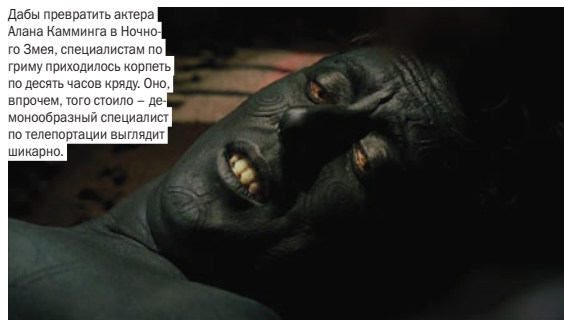 Дабы превратить актера
Алана Камминга в Ночно-
го Змея, специалистам по
гриму приходилось корпеть
по десять часов кряду. Оно,
впрочем, того стоило – де-
монообразный специалист
по телепортации выглядит
шикарно.